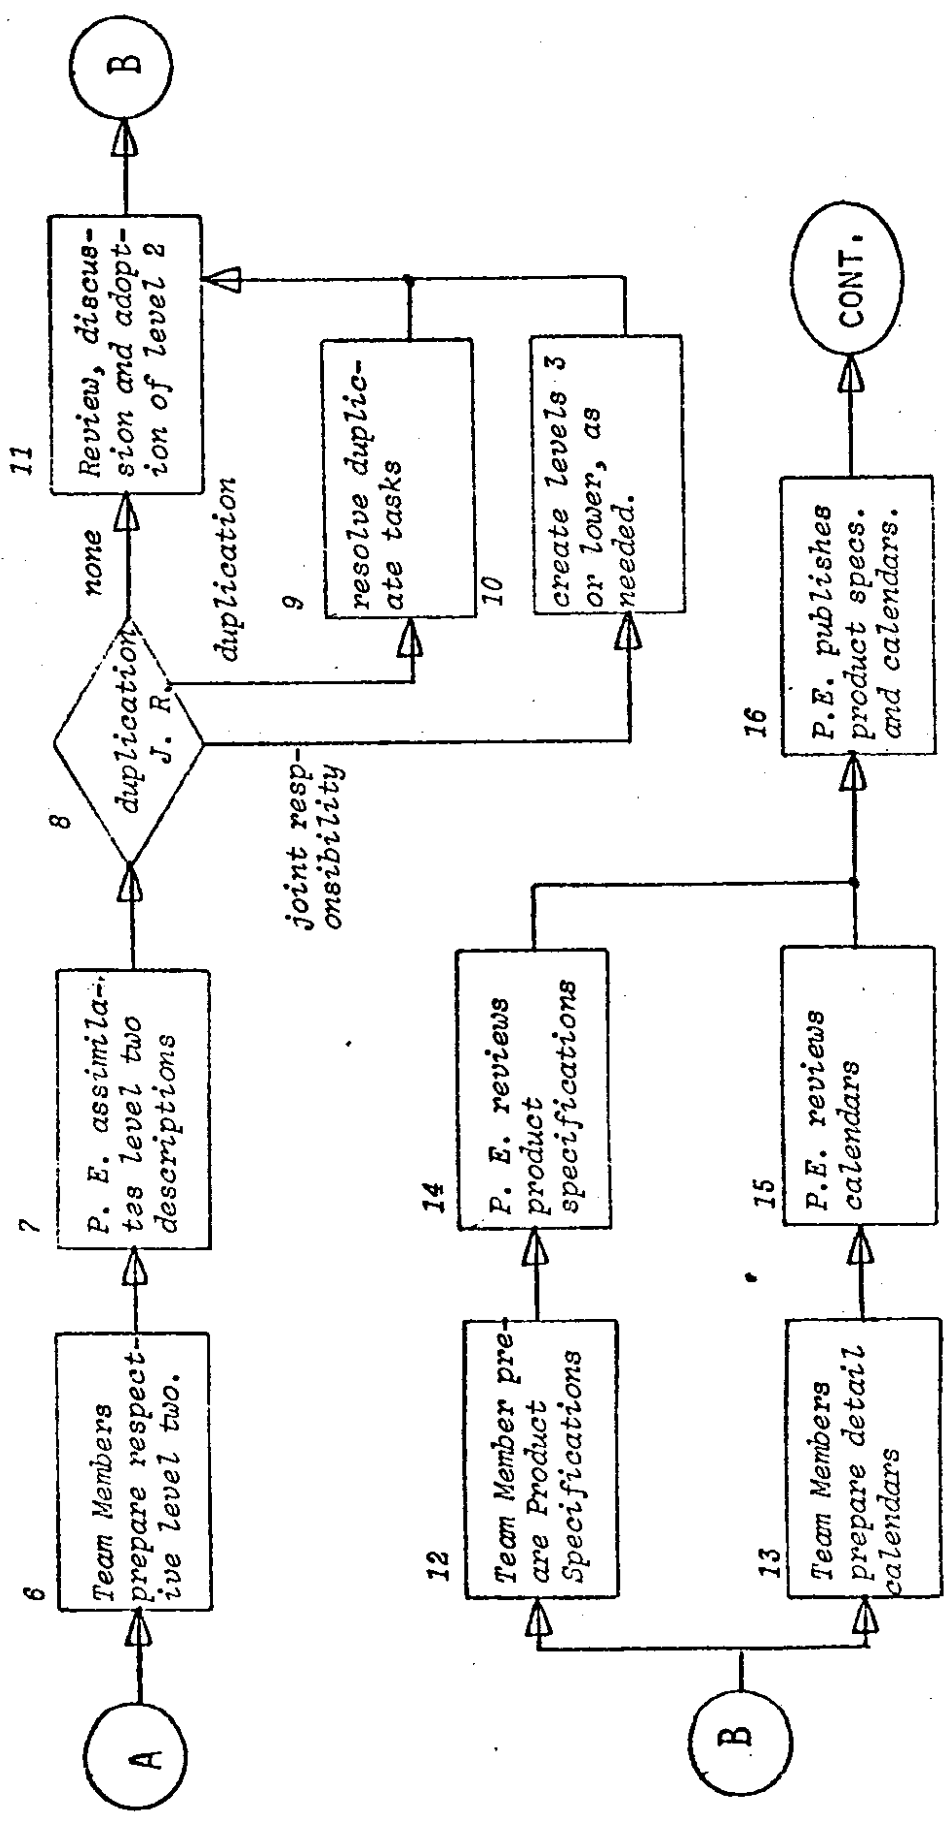 A
6
Team Members
prepare respect-
ive level two.
7
P. E. assimila-
tes level two
descriptions
8
duplication
J. R.
none
duplication
joint resp-
onsibility
9
resolve duplic-
ate tasks
10
create levels 3
or lower, as
needed.
11
Review, discus-
sion and adopt-
ion of level 2
B
B
12
Team Member pre-
are Product
Specifications
13
Team Members
prepare detail
calendars
14
P. E. reviews
product
specifications
15
P.E. reviews
calendars
16
P.E. publishes
product specs.
and calendars.
CONT.